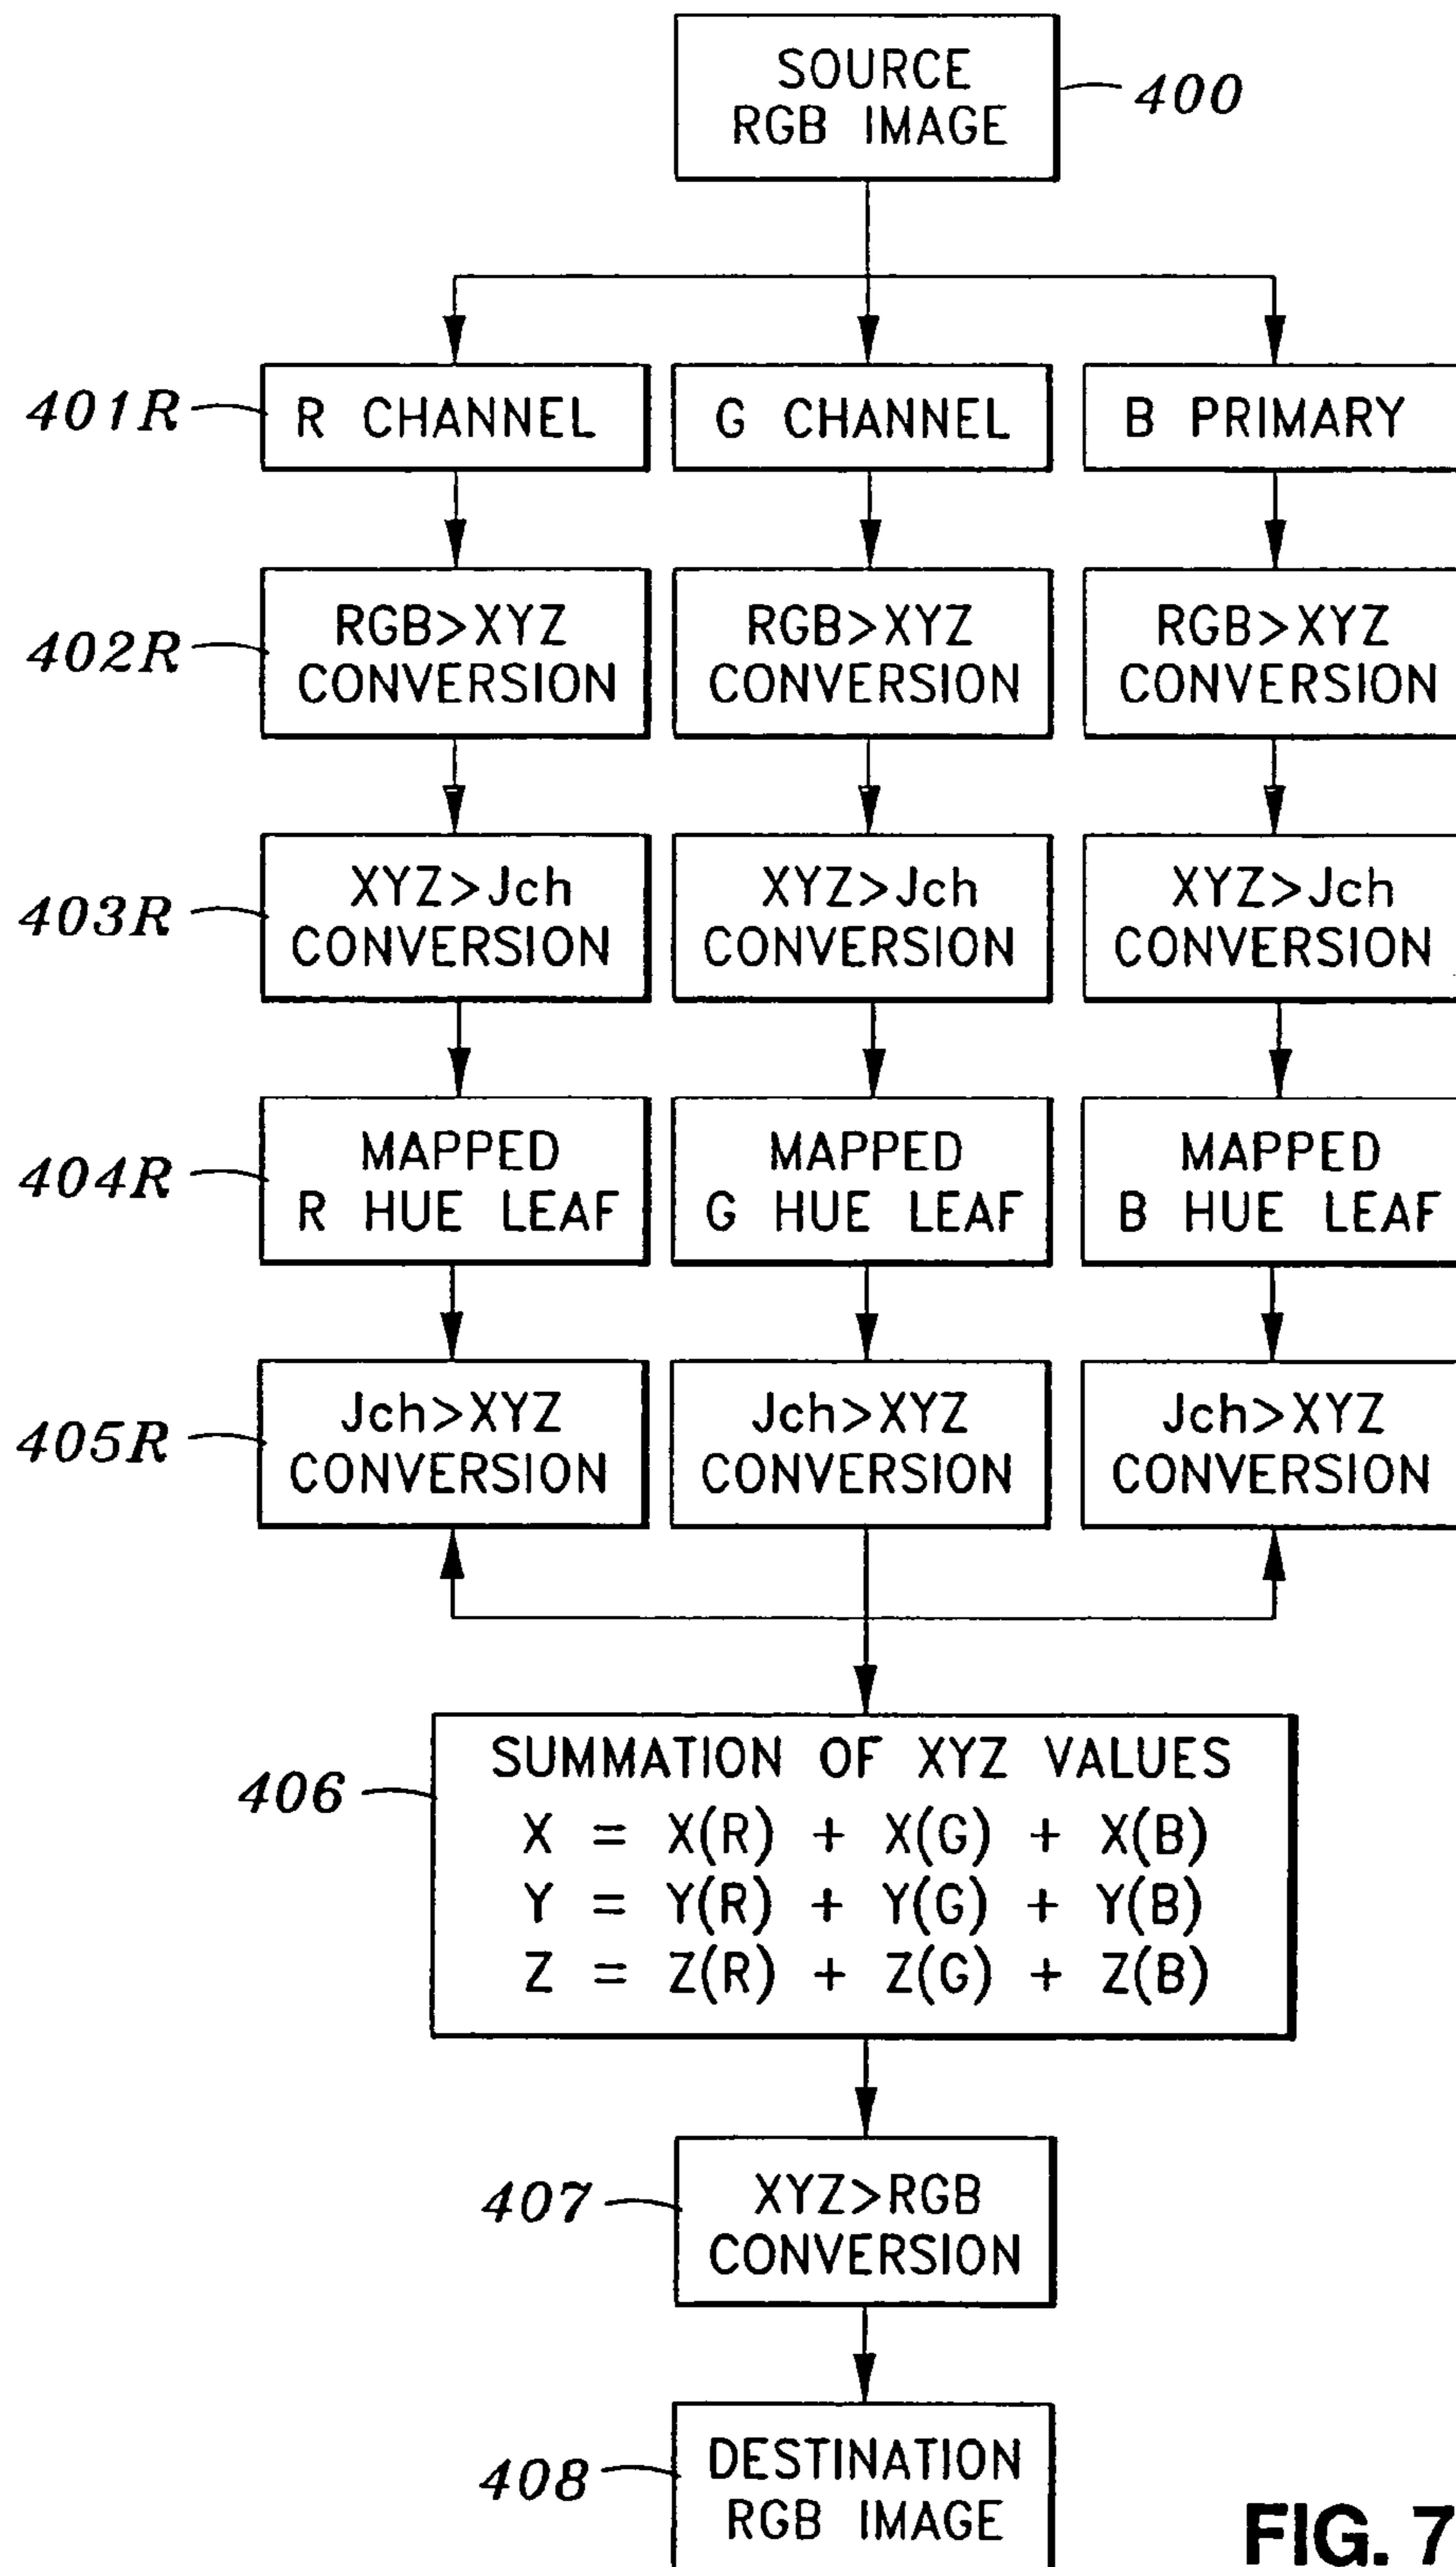 SOURCE
RGB IMAGE
400
401R
R CHANNEL
G CHANNEL
B PRIMARY
402R
RGB>XYZ
CONVERSION
RGB>XYZ
CONVERSION
RGB>XYZ
CONVERSION
403R
XYZ>Jch
CONVERSION
XYZ>Jch
CONVERSION
XYZ>Jch
CONVERSION
404R
MAPPED
R HUE LEAF
MAPPED
G HUE LEAF
MAPPED
B HUE LEAF
405R
Jch>XYZ
CONVERSION
Jch>XYZ
CONVERSION
Jch>XYZ
CONVERSION
406
SUMMATION OF XYZ VALUES
X = X(R) + X(G) + X(B)
Y = Y(R) + Y(G) + Y(B)
Z = Z(R) + Z(G) + Z(B)
407
XYZ>RGB
CONVERSION
408
DESTINATION
RGB IMAGE
FIG. 7